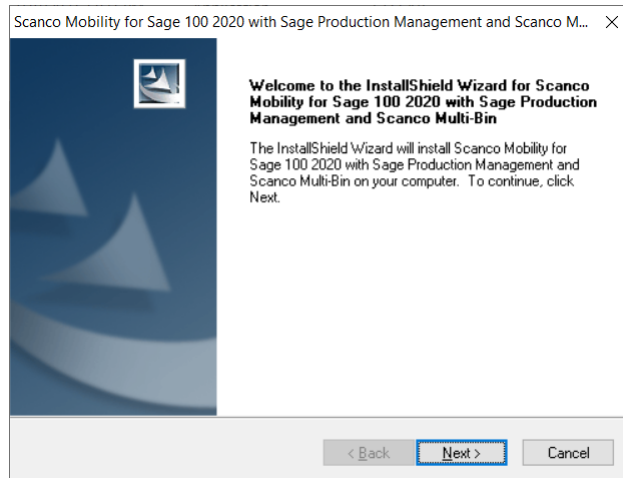 Scanco Mobility for Sage 100 2020 with Sage Production Management and Scanco M...
Welcome to the InstallShield Wizard for Scanco
Mobility for Sage 100 2020 with Sage Production
Management and Scanco Multi-Bin
The InstallShield Wizard will install Scanco Mobility for
Sage 100 2020 with Sage Production Management and
Scanco Multi-Bin on your computer. To continue, click
Next.
< Back
Next >
Cancel